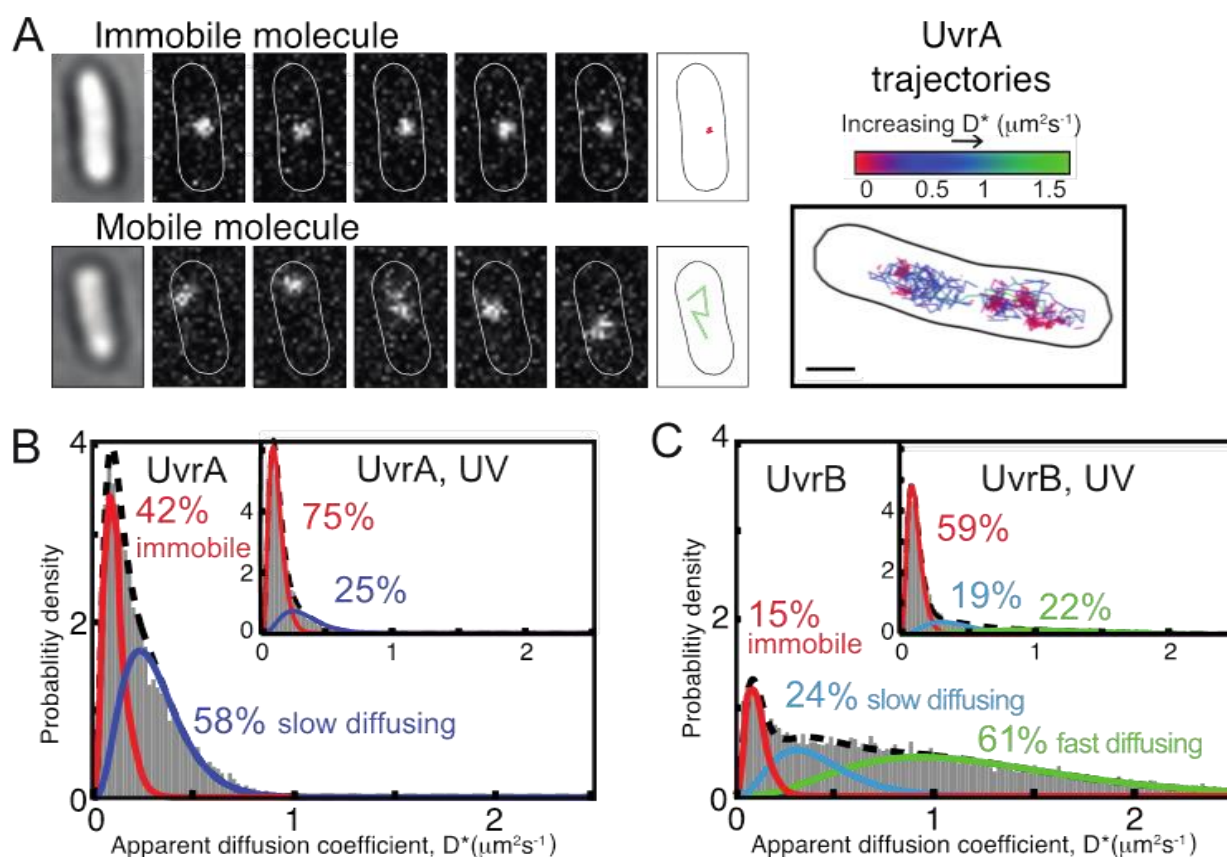 A
Immobile molecule
Mobile molecule
UvrA
trajectories
Increasing D* (μm²s⁻¹)
0 0.5 1 1.5
B
Probablitiy density
4
2
0
0 1 2
Apparent diffusion coefficient, D*(μm²s⁻¹)
UvrA
42%
immobile
58% slow diffusing
UvrA, UV
75%
25%
4
2
0
0 1 2
C
Probablitiy density
4
2
0
0 1 2
Apparent diffusion coefficient, D*(μm²s⁻¹)
UvrB
15%
immobile
24% slow diffusing
61% fast diffusing
UvrB, UV
59%
19%
22%
4
2
0
0 1 2